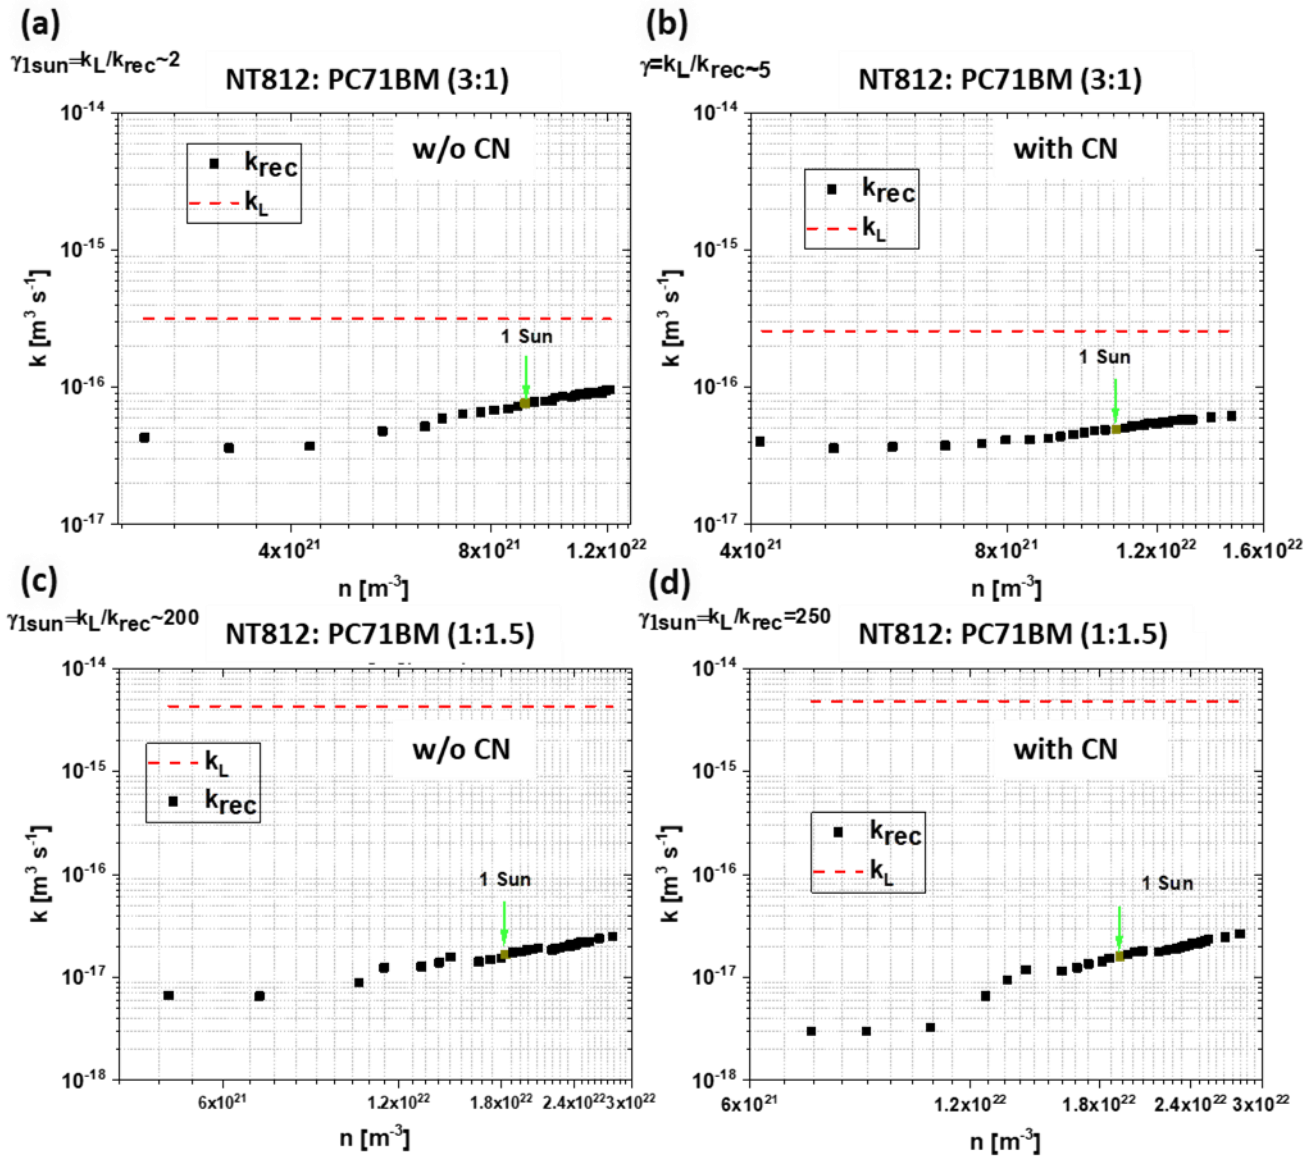 (a)
γ1sun=kL/krec~2
NT812: PC71BM (3:1)
10-14
10-15
10-16
10-17
k [m3 s-1]
w/o CN
krec
kL
1 Sun
4x1021
8x1021
1.2x1022
n [m-3]
(b)
γ=kL/krec~5
NT812: PC71BM (3:1)
10-14
10-15
10-16
10-17
k [m3 s-1]
with CN
krec
kL
1 Sun
4x1021
8x1021
1.2x1022
1.6x1022
n [m-3]
(c)
γ1sun=kL/krec~200
NT812: PC71BM (1:1.5)
10-14
10-15
10-16
10-17
10-18
k [m3 s-1]
w/o CN
kL
krec
1 Sun
6x1021
1.2x1022
1.8x1022
2.4x1022
3x1022
n [m-3]
(d)
γ1sun=kL/krec=250
NT812: PC71BM (1:1.5)
10-14
10-15
10-16
10-17
10-18
k [m3 s-1]
with CN
krec
kL
1 Sun
6x1021
1.2x1022
1.8x1022
2.4x1022
3x1022
n [m-3]